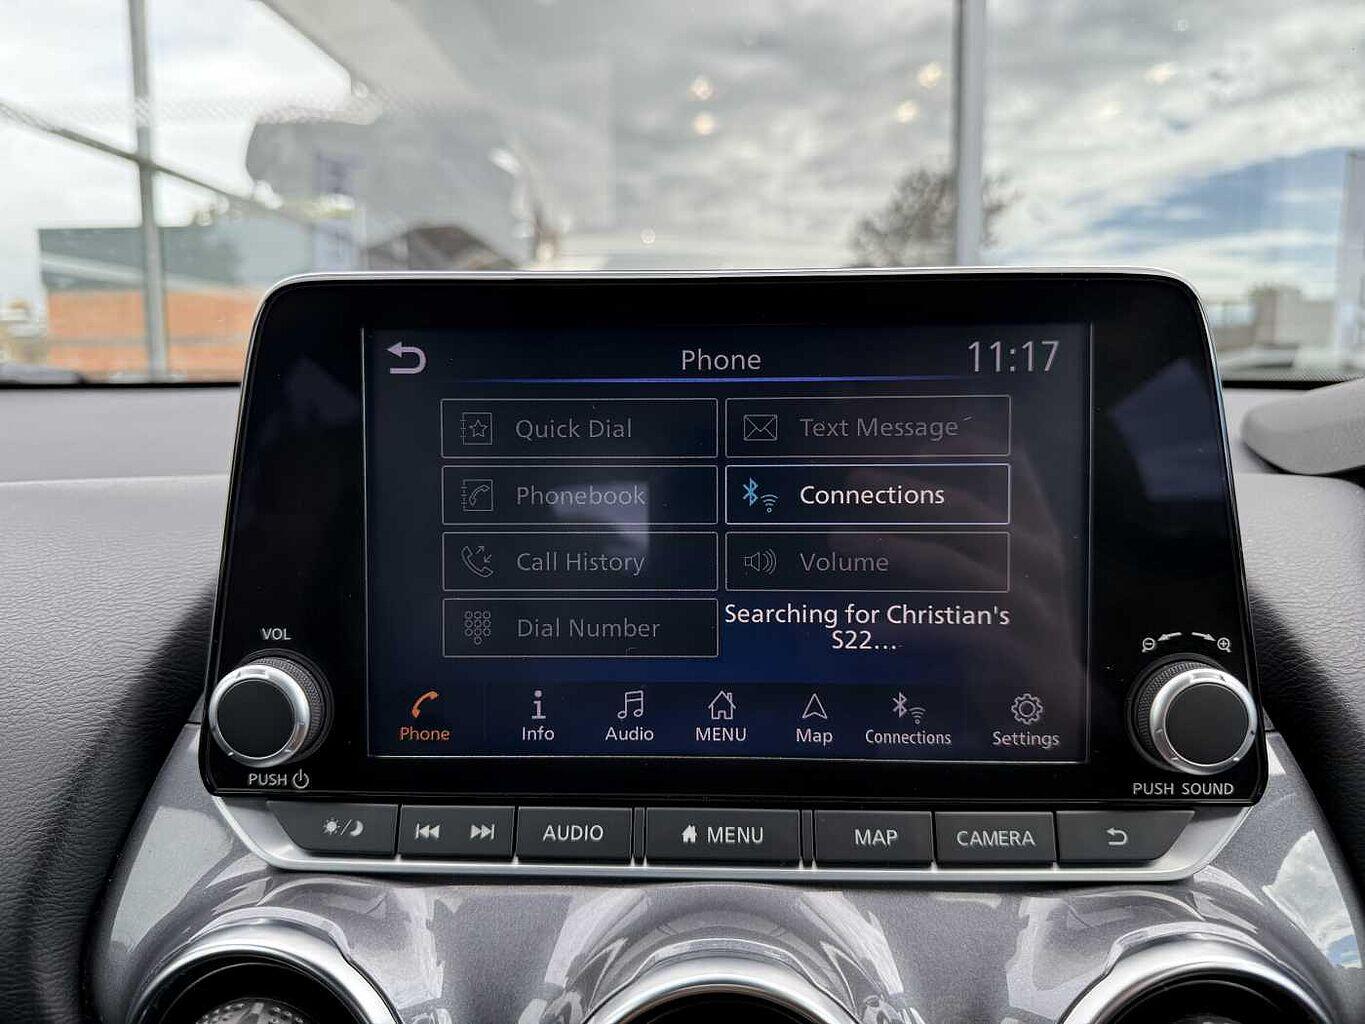 Phone
11:17
Quick Dial
Text Message
Phonebook
Connections
Call History
Volume
Dial Number
Searching for Christian's
S22...
Phone
Info
Audio
MENU
Map
Connections
Settings
VOL
PUSH
PUSH SOUND
AUDIO
MENU
MAP
CAMERA